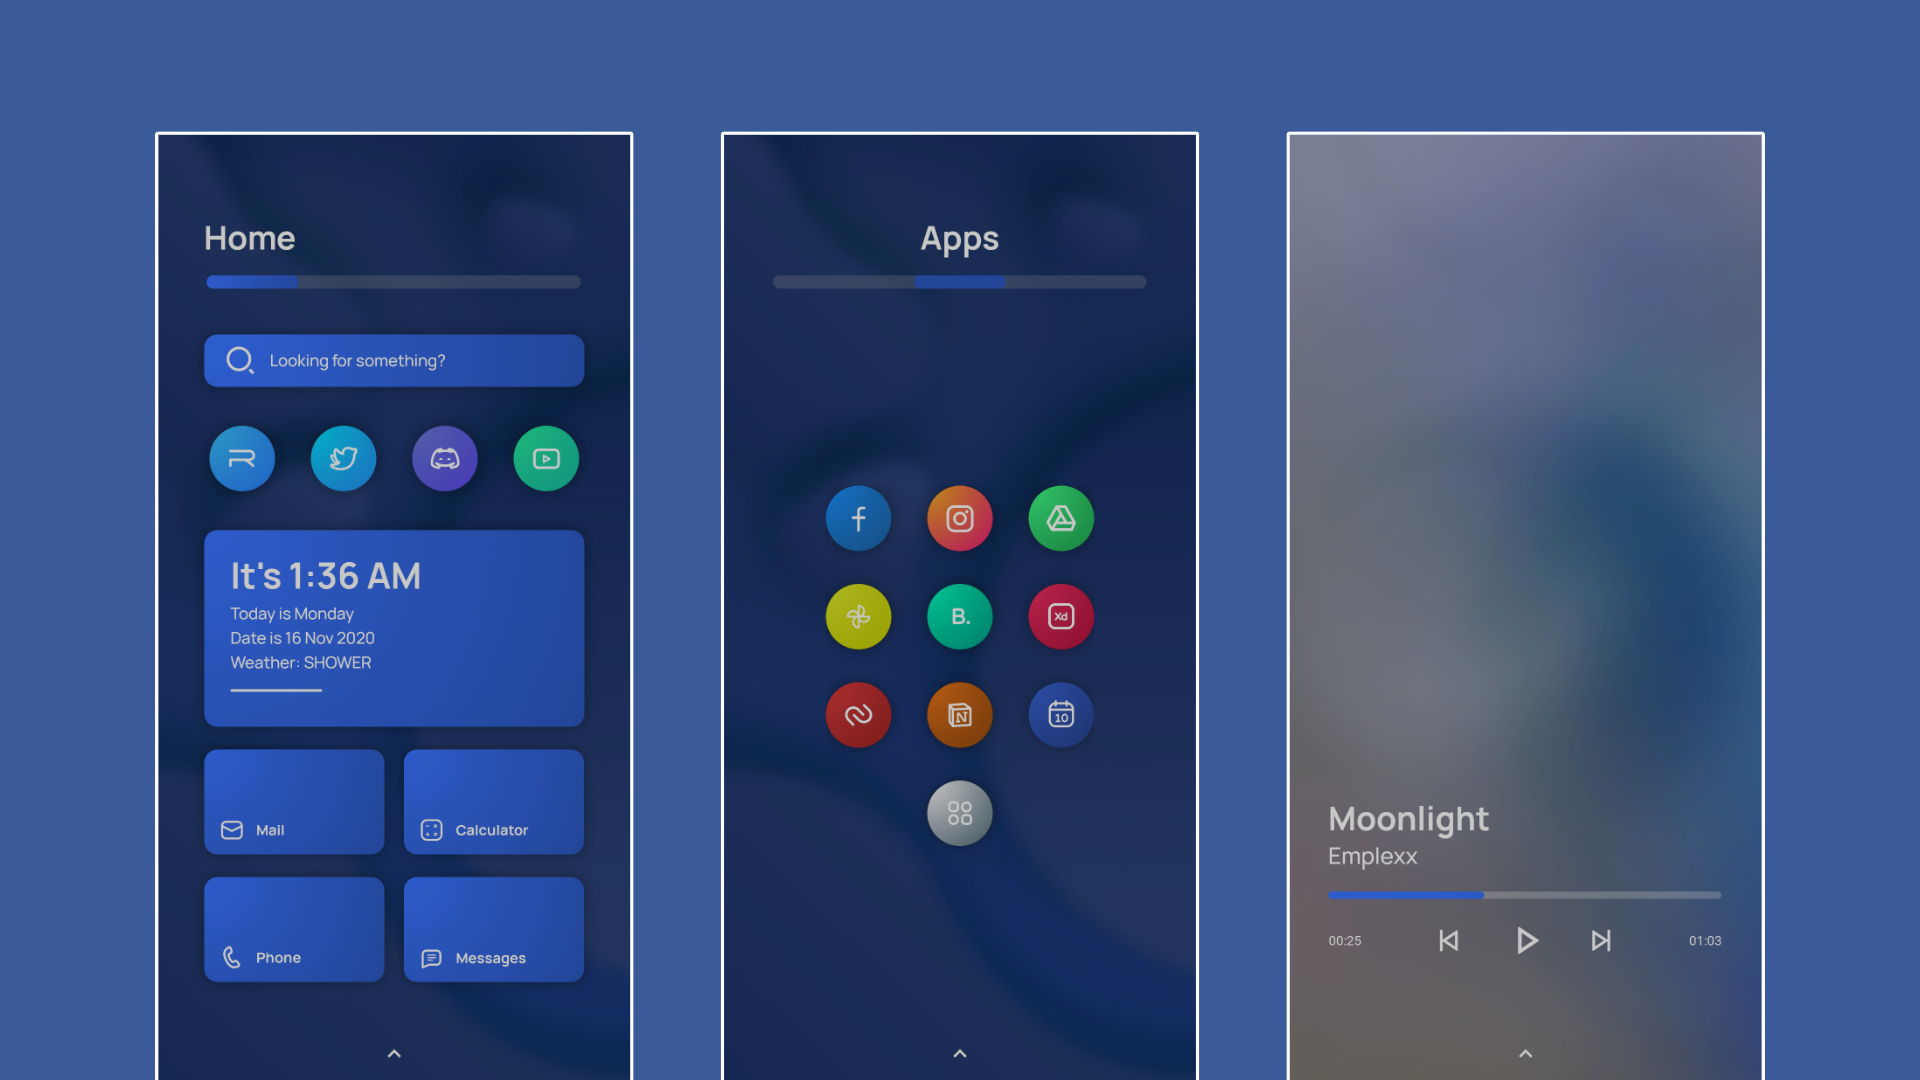 Home
Looking for something?
It's 1:36 AM
Today is Monday
Date is 16 Nov 2020
Weather: SHOWER
Mail
Calculator
Phone
Messages
Apps
f
B.
Xd
N
10
Moonlight
Emplexx
00:25
01:03